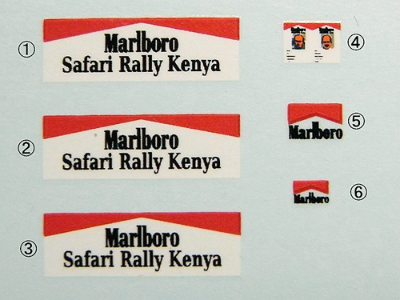 ①
Marlboro
Safari Rally Kenya
②
Marlboro
Safari Rally Kenya
③
Marlboro
Safari Rally Kenya
④
⑤
Marlboro
⑥
Marlboro